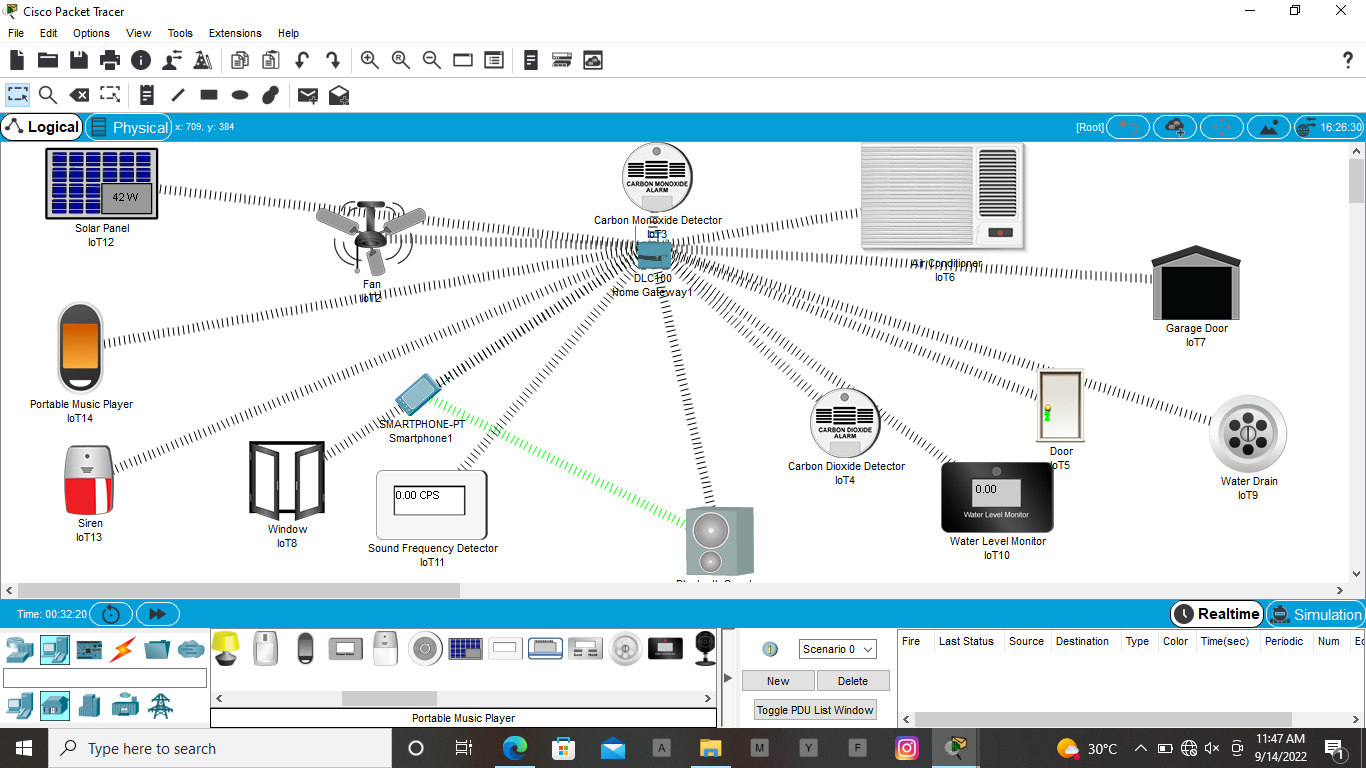 Cisco Packet Tracer
File Edit Options View Tools Extensions Help
Logical
Physical
x: 709, y: 384
[Root]
16:26:30
42 W
Solar Panel
IoT12
Fan
IoT2
CARBON MONOXIDE
ALARM
Carbon Monoxide Detector
IoT3
DLC100
Home Gateway1
Air Conditioner
IoT6
Garage Door
IoT7
Portable Music Player
IoT14
SMARTPHONE-PT
Smartphone1
Siren
IoT13
Window
IoT8
0.00 CPS
Sound Frequency Detector
IoT11
CARBON DIOXIDE
ALARM
Carbon Dioxide Detector
IoT4
Door
IoT5
Water Drain
IoT9
0.00
Water Level Monitor
Water Level Monitor
IoT10
Time: 00:32:20
Realtime
Simulation
Scenario 0
New
Delete
Toggle PDU List Window
Fire Last Status Source Destination Type Color Time(sec) Periodic Num
Portable Music Player
Type here to search
A
M
Y
F
30°C
11:47 AM
9/14/2022
1